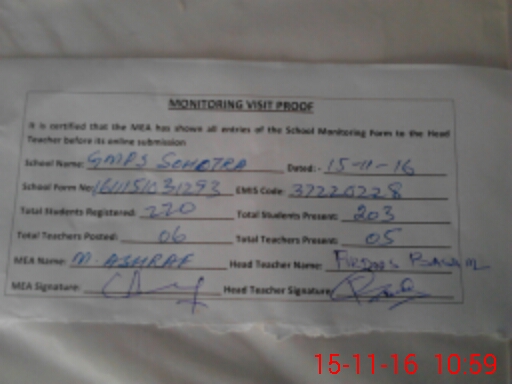 MONITORING VISIT PROOF
It is certified that the MEA has shown all entries of the School Monitoring Form to the Head
Teacher before its online submission
School Name: GMPS SOHOTRA Dated:- 15-11-16
School Form No: 1611151031293 EMIS Code: 37220228
Total Students Registered: 220 Total Students Present: 203
Total Teachers Posted: 06 Total Teachers Present: 05
MEA Name: M. ASHRAF Head Teacher Name: FIRDOOS
MEA Signature: Head Teacher Signature
15-11-16 10:59